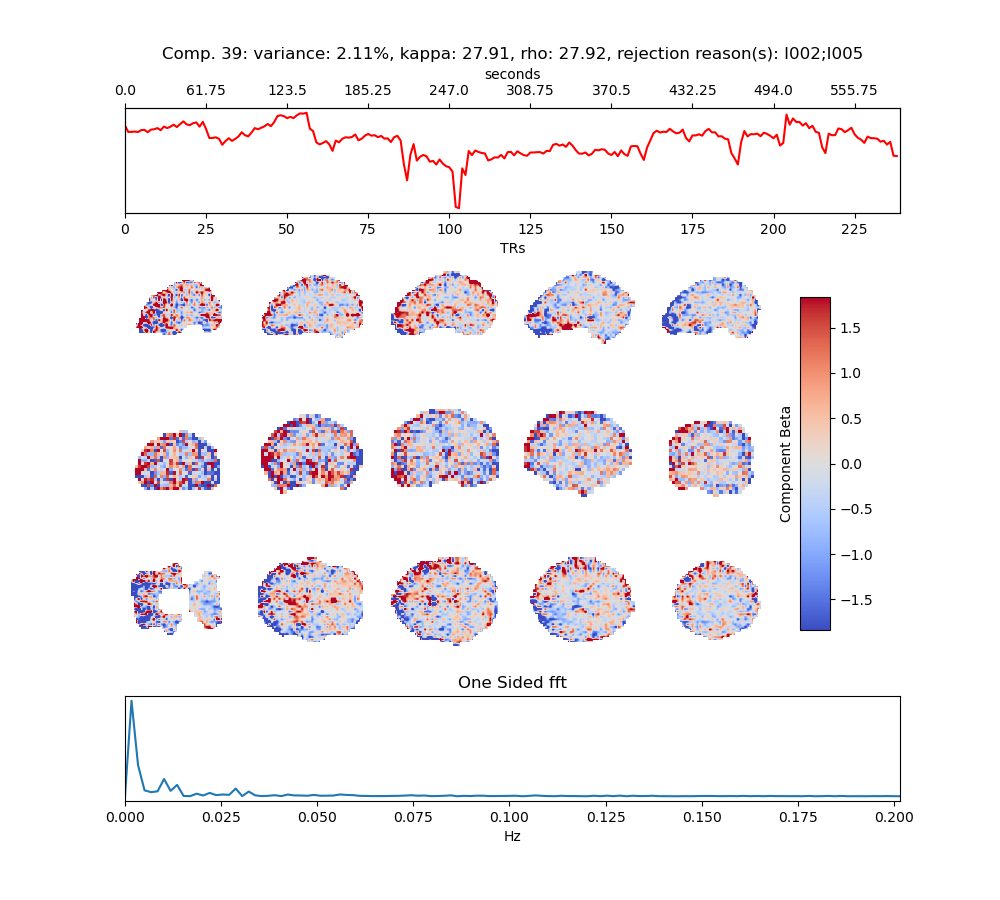 Comp. 39: variance: 2.11%, kappa: 27.91, rho: 27.92, rejection reason(s): I002;I005
seconds
0.0 61.75 123.5 185.25 247.0 308.75 370.5 432.25 494.0 555.75
0 25 50 75 100 125 150 175 200 225
TRs
1.5
1.0
0.5
0.0
−0.5
−1.0
−1.5
Component Beta
One Sided fft
0.000 0.025 0.050 0.075 0.100 0.125 0.150 0.175 0.200
Hz